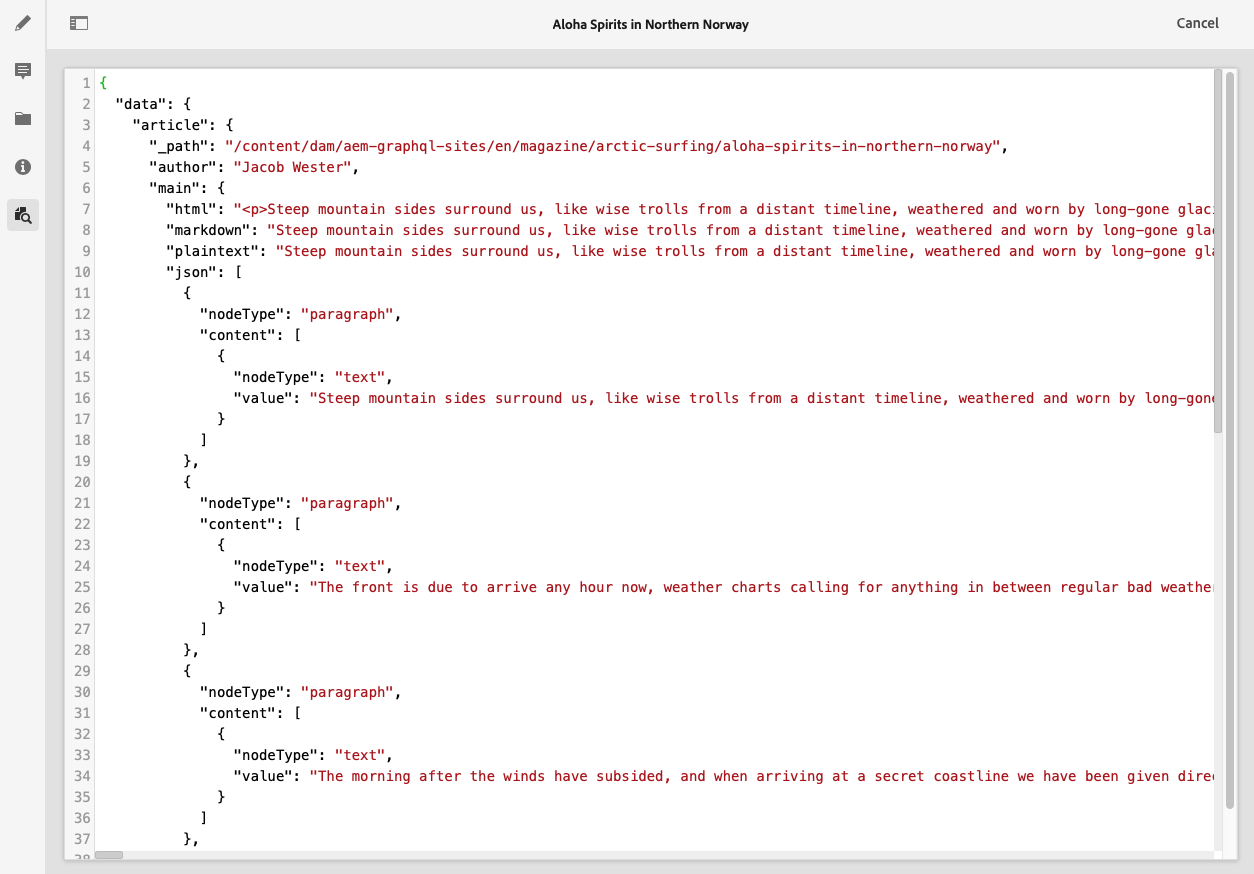 Aloha Spirits in Northern Norway
Cancel
1 {
2 "data": {
3 "article": {
4 "_path": "/content/dam/aem-graphql-sites/en/magazine/arctic-surfing/aloha-spirits-in-northern-norway",
5 "author": "Jacob Wester",
6 "main": {
7 "html": "<p>Steep mountain sides surround us, like wise trolls from a distant timeline, weathered and worn by long-gone glaci
8 "markdown": "Steep mountain sides surround us, like wise trolls from a distant timeline, weathered and worn by long-gone gla
9 "plaintext": "Steep mountain sides surround us, like wise trolls from a distant timeline, weathered and worn by long-gone gla
10 "json": [
11 {
12 "nodeType": "paragraph",
13 "content": [
14 {
15 "nodeType": "text",
16 "value": "Steep mountain sides surround us, like wise trolls from a distant timeline, weathered and worn by long-gone
17 }
18 ]
19 },
20 {
21 "nodeType": "paragraph",
22 "content": [
23 {
24 "nodeType": "text",
25 "value": "The front is due to arrive any hour now, weather charts calling for anything in between regular bad weather
26 }
27 ]
28 },
29 {
30 "nodeType": "paragraph",
31 "content": [
32 {
33 "nodeType": "text",
34 "value": "The morning after the winds have subsided, and when arriving at a secret coastline we have been given dire
35 }
36 ]
37 },
38